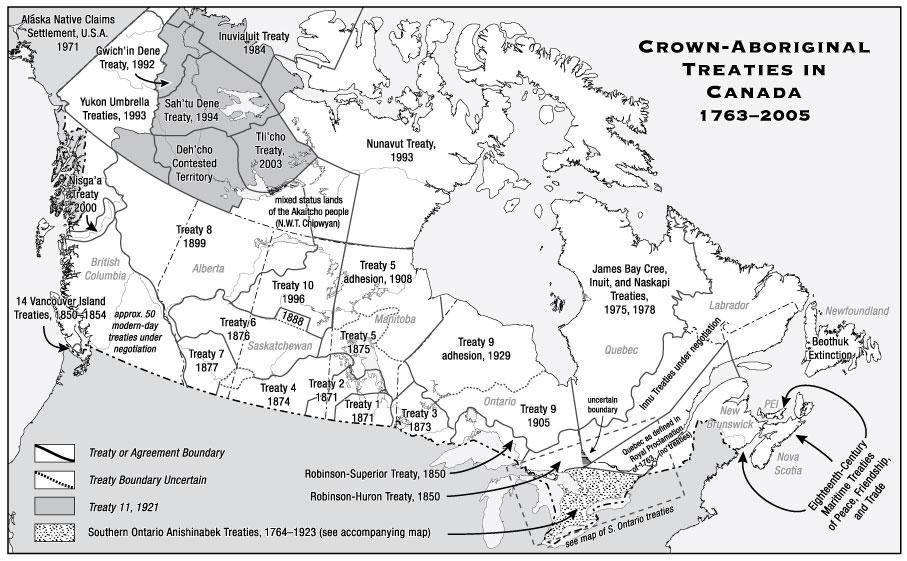 CROWN-ABORIGINAL
TREATIES IN
CANADA
1763–2005
Alaska Native Claims
Settlement, U.S.A.
1971
Gwich'in Dene
Treaty, 1992
Inuvialuit Treaty
1984
Yukon Umbrella
Treaties, 1993
Sah'tu Dene
Treaty, 1994
Deh'cho
Contested
Territory
Tli'cho
Treaty,
2003
Nunavut Treaty,
1993
Nisga'a
Treaty
2000
mixed status lands
of the Akaitcho people
(N.W.T. Chipwyan)
Treaty 8
1899
British
Columbia
Alberta
Treaty 5
adhesion, 1908
Treaty 10
1996
1888
14 Vancouver Island
Treaties, 1850–1854
approx. 50
modern-day
treaties under
negotiation
Treaty 6
1876
Saskatchewan
Manitoba
Treaty 5
1875
Treaty 7
1877
Treaty 4
1874
Treaty 2
1871
Treaty 1
1871
Treaty 3
1873
Treaty 9
adhesion, 1929
Ontario
Treaty 9
1905
James Bay Cree,
Inuit, and Naskapi
Treaties,
1975, 1978
Quebec
Labrador
Newfoundland
Beothuk
Extinction
Innu Treaties under negotiation
uncertain
boundary
Quebec as defined in
Royal Proclamation
of 1763 (no treaties)
New
Brunswick
PEI
Nova
Scotia
Eighteenth-Century
Maritime Treaties
of Peace, Friendship,
and Trade
Robinson-Superior Treaty, 1850
Robinson-Huron Treaty, 1850
see map of S. Ontario treaties
Treaty or Agreement Boundary
Treaty Boundary Uncertain
Treaty 11, 1921
Southern Ontario Anishinabek Treaties, 1764–1923 (see accompanying map)